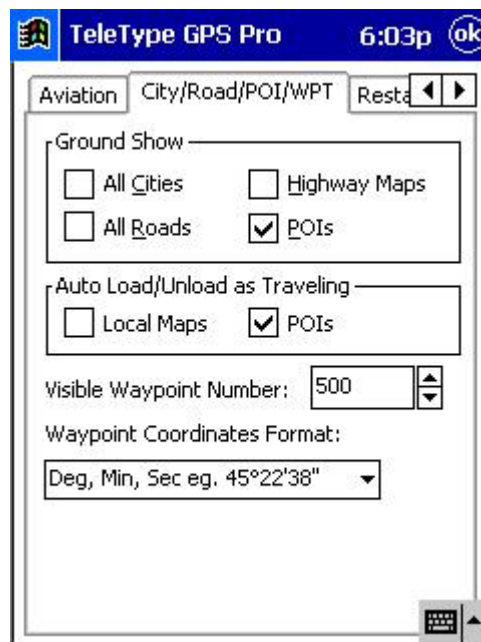 TeleType GPS Pro 6:03p ok
Aviation City/Road/POI/WPT Resta
Ground Show
All Cities Highway Maps
All Roads POIs
Auto Load/Unload as Traveling
Local Maps POIs
Visible Waypoint Number: 500
Waypoint Coordinates Format:
Deg, Min, Sec eg. 45°22'38"